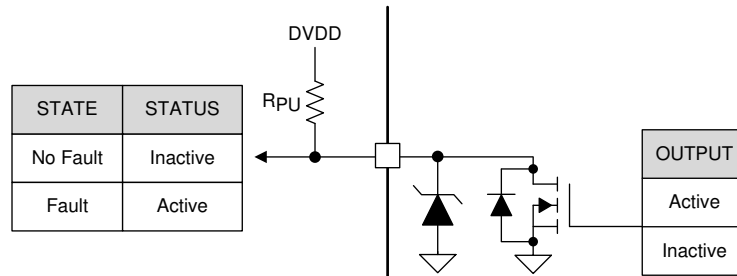 DVDD
RPU
STATE STATUS
No Fault Inactive
Fault Active
OUTPUT
Active
Inactive